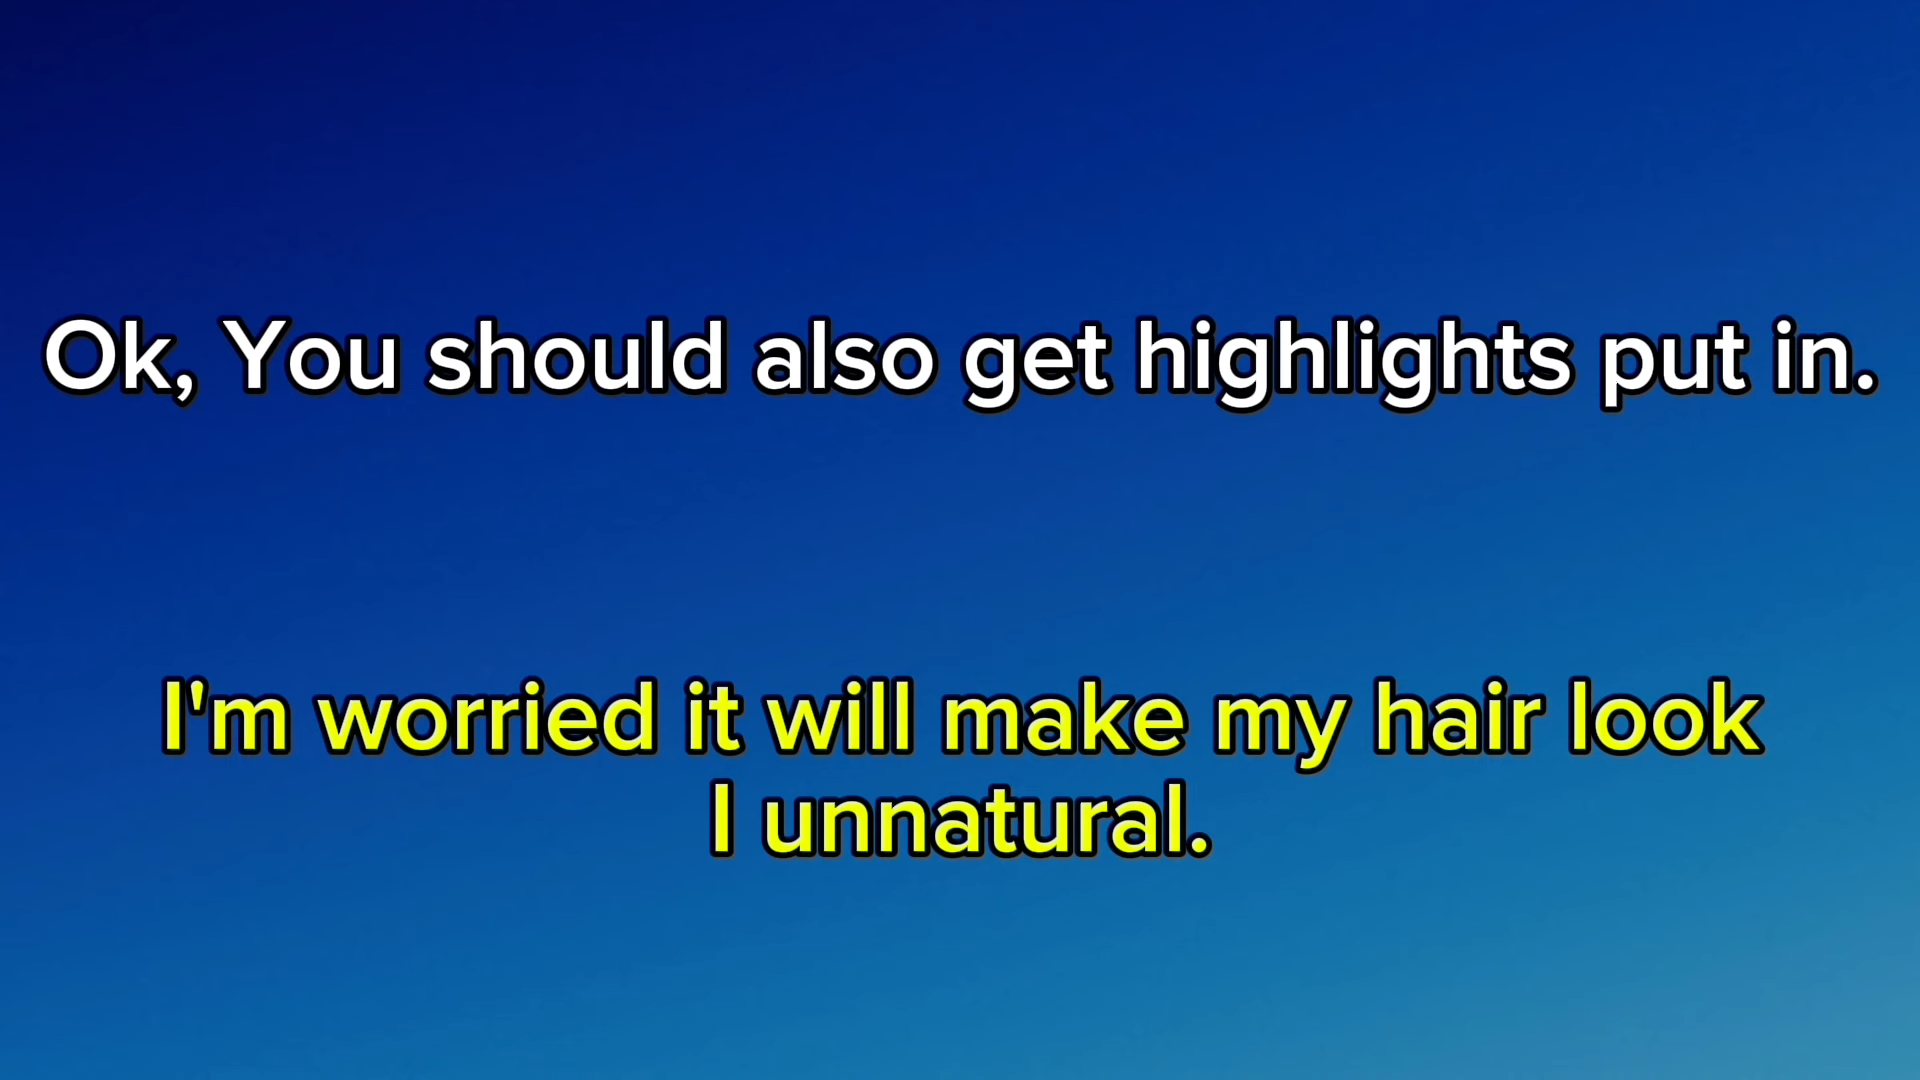 Ok, You should also get highlights put in.
I'm worried it will make my hair look
I unnatural.